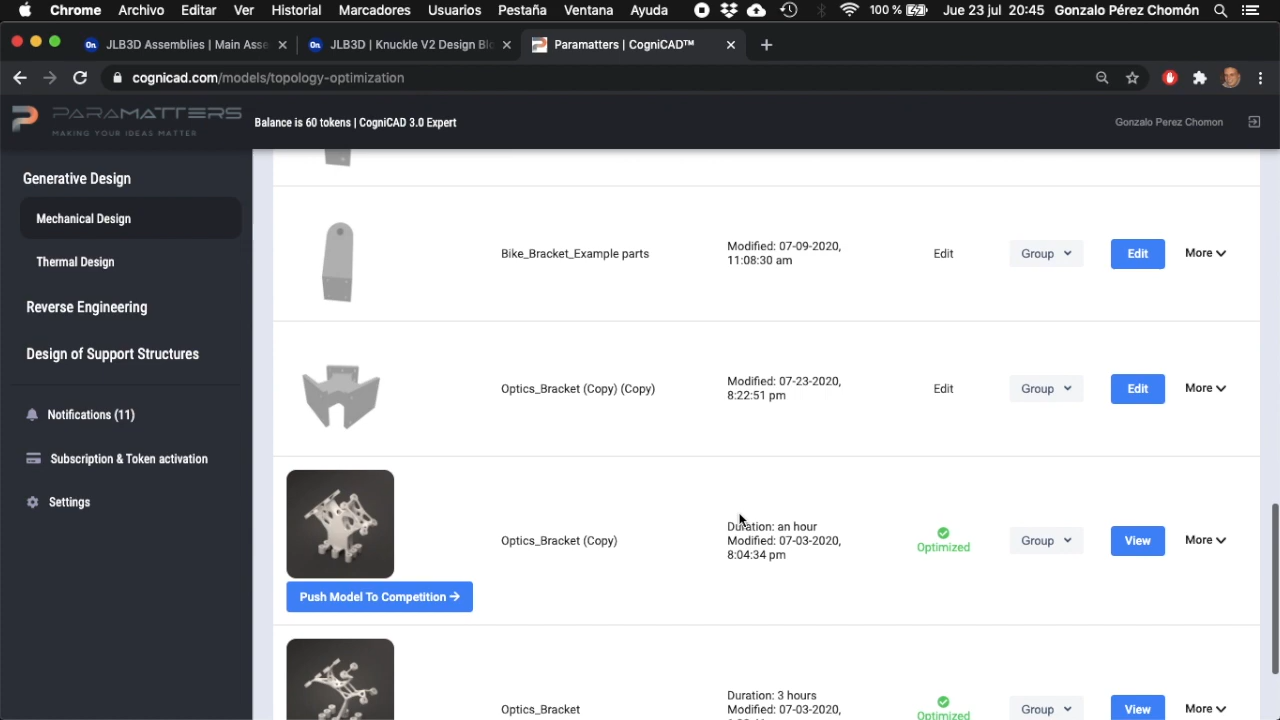 Chrome Archivo Editar Ver Historial Marcadores Usuarios Pestaña Ventana Ayuda 100 % Jue 23 jul 20:45 Gonzalo Pérez Chomón
On JLB3D Assemblies | Main Asse On JLB3D | Knuckle V2 Design Blo Paramatters | CogniCAD™
cognicad.com/models/topology-optimization
PARAMATTERS
MAKING YOUR IDEAS MATTER
Balance is 60 tokens | CogniCAD 3.0 Expert
Gonzalo Perez Chomon
Generative Design
Mechanical Design
Thermal Design
Reverse Engineering
Design of Support Structures
Notifications (11)
Subscription & Token activation
Settings
Bike_Bracket_Example parts
Modified: 07-09-2020,
11:08:30 am
Edit
Group
Edit
More
Optics_Bracket (Copy) (Copy)
Modified: 07-23-2020,
8:22:51 pm
Edit
Group
Edit
More
Push Model To Competition →
Optics_Bracket (Copy)
Duration: an hour
Modified: 07-03-2020,
8:04:34 pm
Optimized
Group
View
More
Optics_Bracket
Duration: 3 hours
Modified: 07-03-2020,
Optimized
Group
View
More